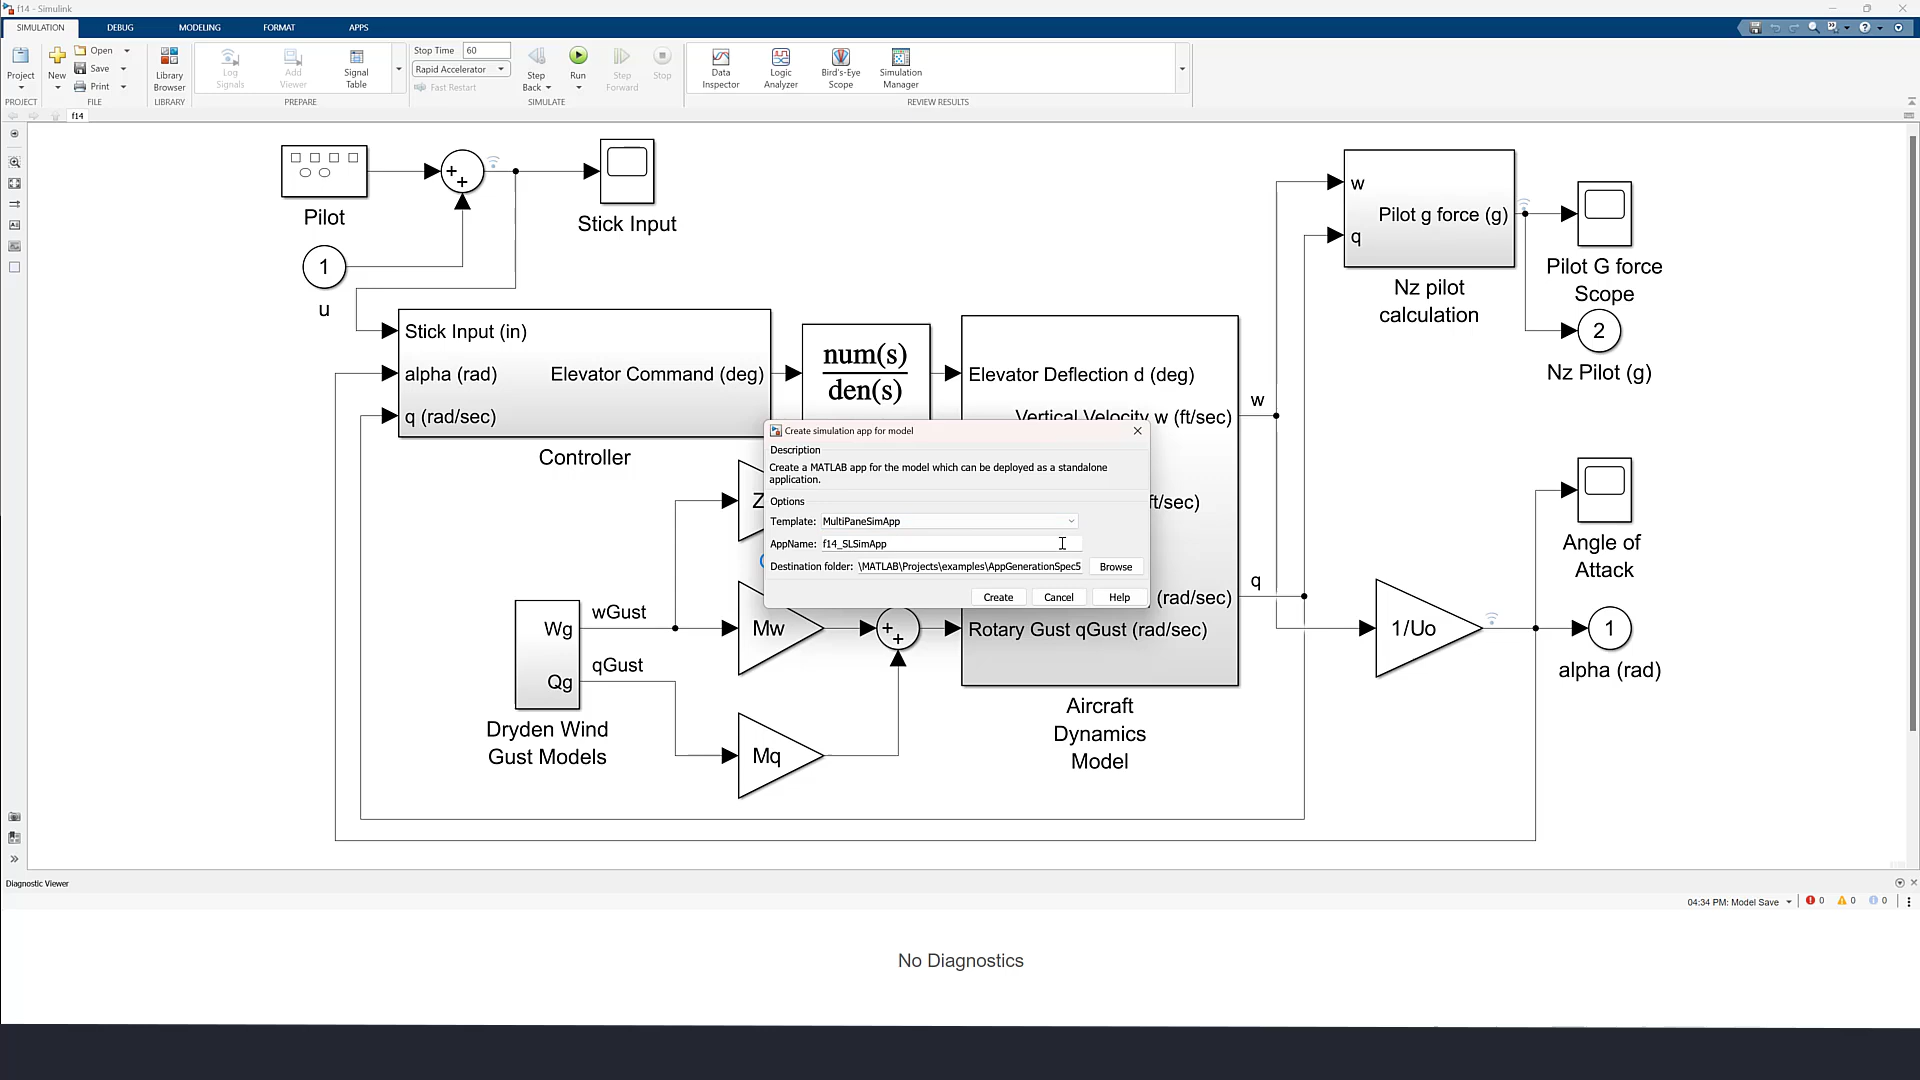 f14 - Simulink
SIMULATION DEBUG MODELING FORMAT APPS
Project
New
Open
Save
Print
Library
Browser
Log
Signals
Add
Viewer
Signal
Table
Stop Time 60
Rapid Accelerator
Fast Restart
Step
Back
Run
Step
Forward
Stop
Data
Inspector
Logic
Analyzer
Bird's-Eye
Scope
Simulation
Manager
PROJECT FILE LIBRARY PREPARE SIMULATE REVIEW RESULTS
f14
Pilot
+
+
Stick Input
1
u
Stick Input (in)
alpha (rad)
q (rad/sec)
Elevator Command (deg)
Controller
num(s)
den(s)
Elevator Deflection d (deg)
Vertical Velocity w (ft/sec)
ft/sec)
(rad/sec)
Rotary Gust qGust (rad/sec)
Aircraft
Dynamics
Model
w
q
w
q
Pilot g force (g)
Nz pilot
calculation
Pilot G force
Scope
2
Nz Pilot (g)
Angle of
Attack
1/Uo
1
alpha (rad)
Z
Mw
Mq
+
+
Wg
Qg
wGust
qGust
Dryden Wind
Gust Models
Create simulation app for model
Description
Create a MATLAB app for the model which can be deployed as a standalone
application.
Options
Template: MultiPaneSimApp
AppName: f14_SLSimApp
Destination folder: \MATLAB\Projects\examples\AppGenerationSpec5 Browse
Create Cancel Help
Diagnostic Viewer
04:34 PM: Model Save 0 0 0
No Diagnostics